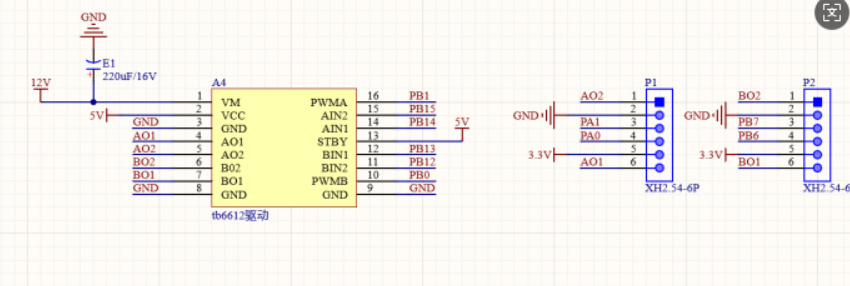 GND
E1
220uF/16V
12V
A4
1 VM PWMA 16 PB1
5V 2 VCC AIN2 15 PB15
GND 3 GND AIN1 14 PB14
AO1 4 AO1 STBY 13 5V
AO2 5 AO2 BIN1 12 PB13
BO2 6 B02 BIN2 11 PB12
BO1 7 BO1 PWMB 10 PB0
GND 8 GND GND 9 GND
tb6612驱动
P1
AO2 1
GND 2
PA1 3
PA0 4
3.3V 5
AO1 6
XH2.54-6P
P2
BO2 1
GND 2
PB7 3
PB6 4
3.3V 5
BO1 6
XH2.54-6